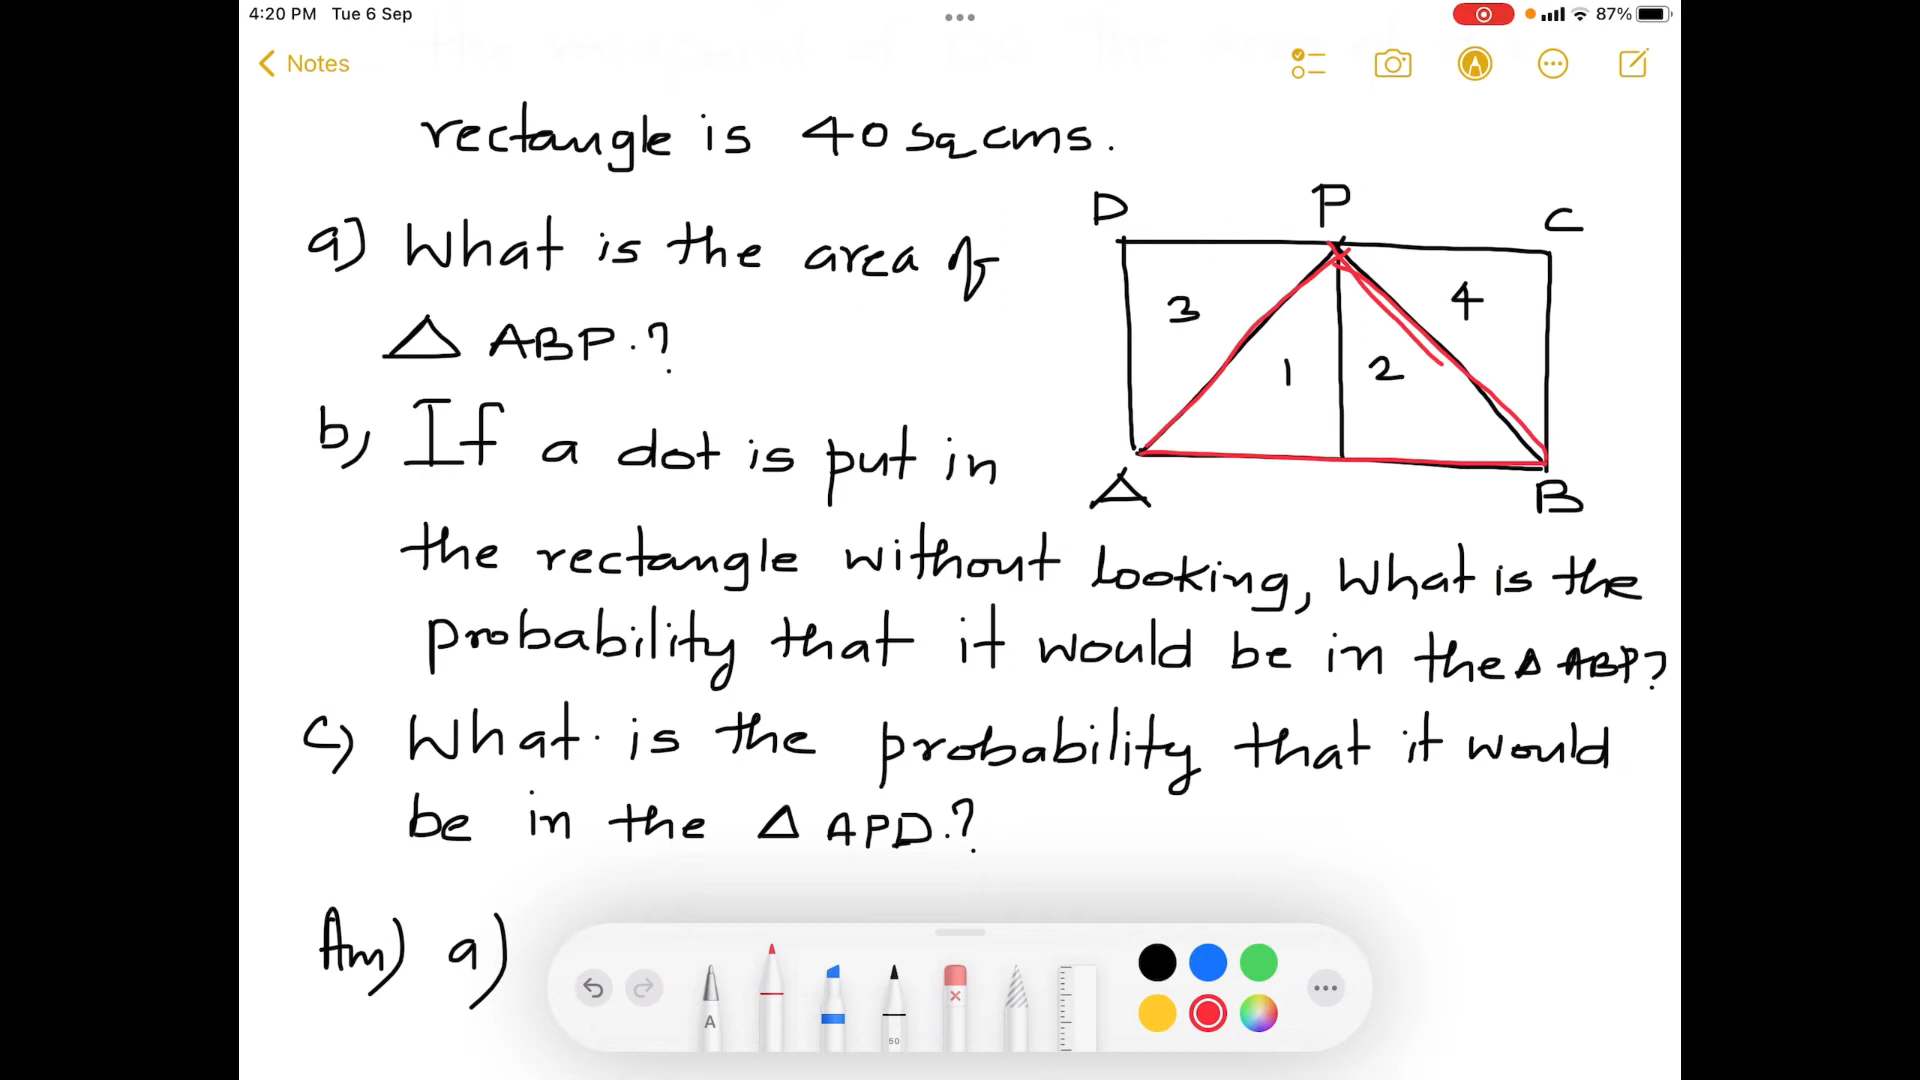 4:20 PM Tue 6 Sep
87%
Notes
rectangle is 40 sq cms.
D P C
a) What is the area of
3 4
△ ABP.?
1 2
b, If a dot is put in
A B
the rectangle without looking, What is the
probability that it would be in the △ ABP?
c) What is the probability that it would
be in the △ APD.?
a)
A
50